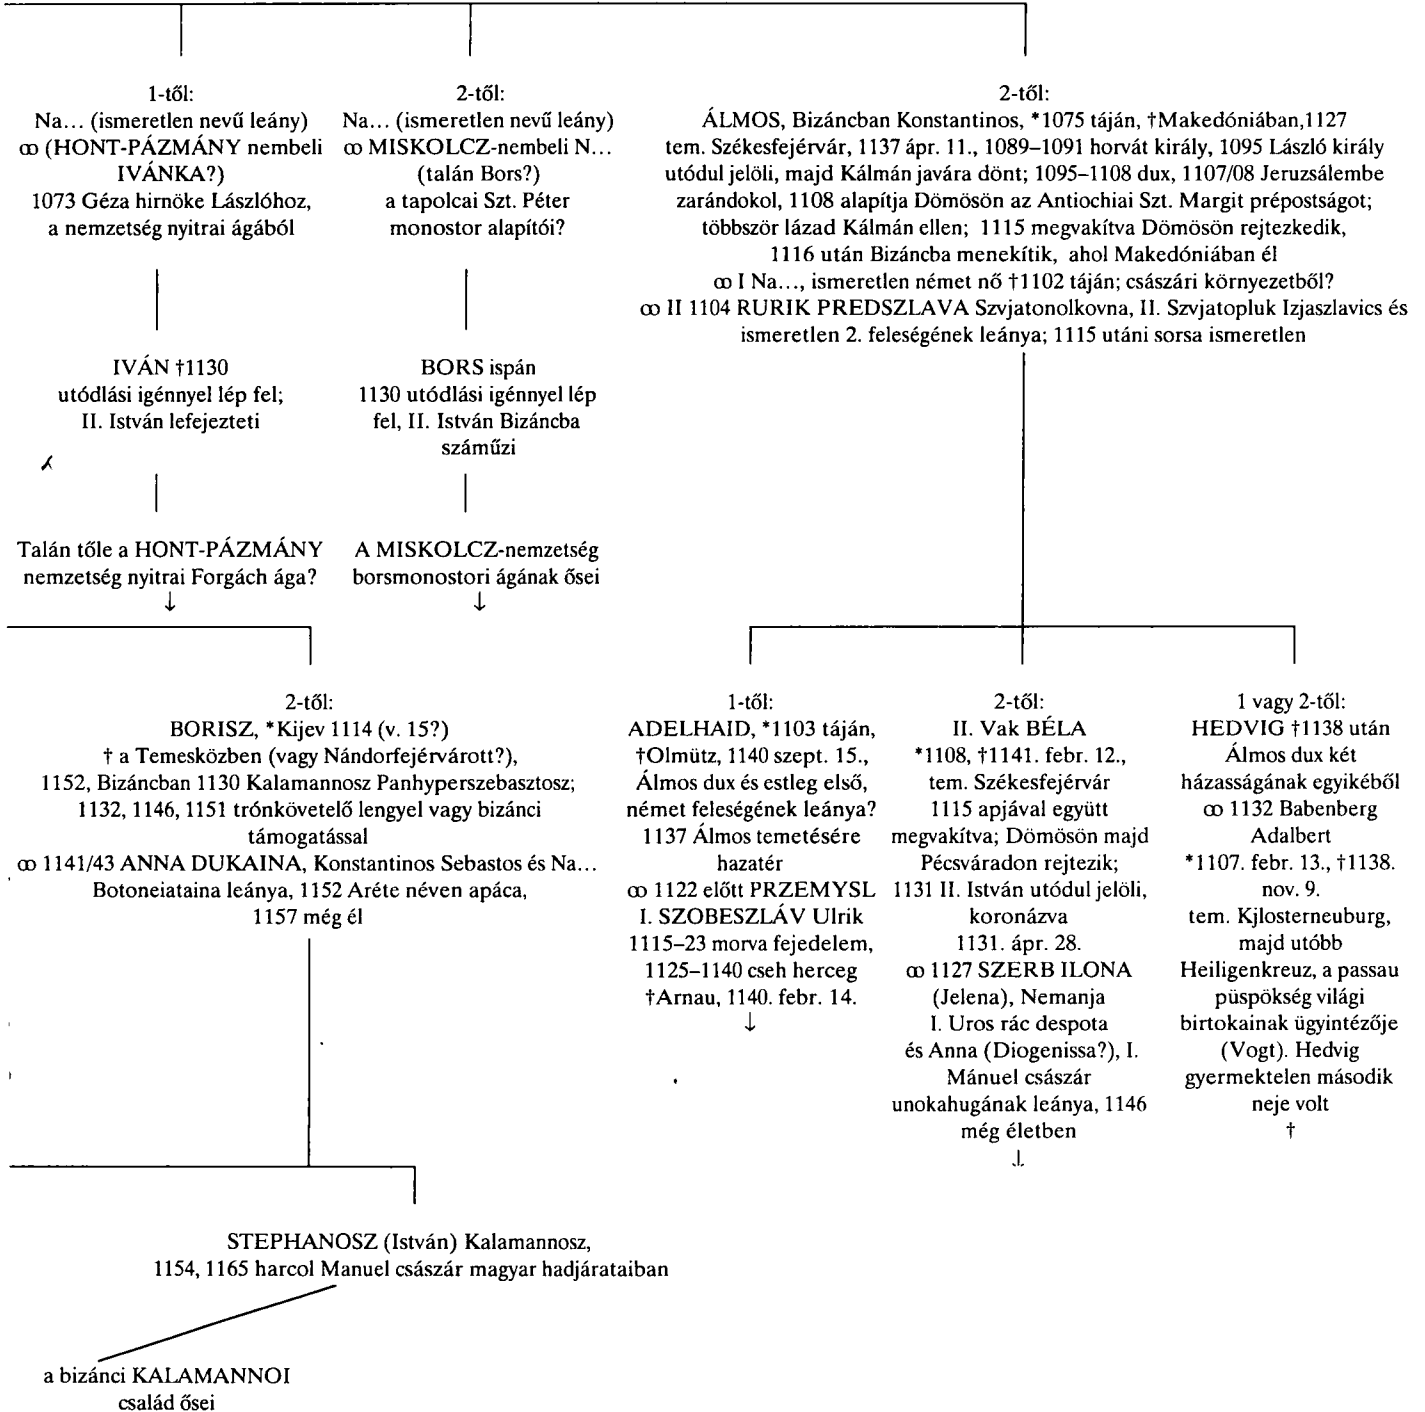 1-től:
Na... (ismeretlen nevű leány)
ꝏ (HONT-PÁZMÁNY nembeli
IVÁNKA?)
1073 Géza hirnöke Lászlóhoz,
a nemzetség nyitrai ágából
2-től:
Na... (ismeretlen nevű leány)
ꝏ MISKOLCZ-nembeli N...
(talán Bors?)
a tapolcai Szt. Péter
monostor alapítói?
2-től:
ÁLMOS, Bizáncban Konstantinos, *1075 táján, †Makedóniában,1127
tem. Székesfejérvár, 1137 ápr. 11., 1089–1091 horvát király, 1095 László király
utódul jelöli, majd Kálmán javára dönt; 1095–1108 dux, 1107/08 Jeruzsálembe
zarándokol, 1108 alapítja Dömösön az Antiochiai Szt. Margit prépostságot;
többször lázad Kálmán ellen; 1115 megvakítva Dömösön rejtezkedik,
1116 után Bizáncba menekítik, ahol Makedóniában él
ꝏ I Na..., ismeretlen német nő †1102 táján; császári környezetből?
ꝏ II 1104 RURIK PREDSZLAVA Szvjatonolkovna, II. Szvjatopluk Izjaszlavics és
ismeretlen 2. feleségének leánya; 1115 utáni sorsa ismeretlen
IVÁN †1130
utódlási igénnyel lép fel;
II. István lefejezteti
BORS ispán
1130 utódlási igénnyel lép
fel, II. István Bizáncba
száműzi
Talán tőle a HONT-PÁZMÁNY
nemzetség nyitrai Forgách ága?
↓
A MISKOLCZ-nemzetség
borsmonostori ágának ősei
↓
2-től:
BORISZ, *Kijev 1114 (v. 15?)
† a Temesközben (vagy Nándorfejérvárott?),
1152, Bizáncban 1130 Kalamannosz Panhyperszebasztosz;
1132, 1146, 1151 trónkövetelő lengyel vagy bizánci
támogatással
ꝏ 1141/43 ANNA DUKAINA, Konstantinos Sebastos és Na...
Botoneiataina leánya, 1152 Aréte néven apáca,
1157 még él
1-től:
ADELHAID, *1103 táján,
†Olmütz, 1140 szept. 15.,
Álmos dux és estleg első,
német feleségének leánya?
1137 Álmos temetésére
hazatér
ꝏ 1122 előtt PRZEMYSL
I. SZOBESZLÁV Ulrik
1115–23 morva fejedelem,
1125–1140 cseh herceg
†Arnau, 1140. febr. 14.
↓
2-től:
II. Vak BÉLA
*1108, †1141. febr. 12.,
tem. Székesfejérvár
1115 apjával együtt
megvakítva; Dömösön majd
Pécsváradon rejtezik;
1131 II. István utódul jelöli,
koronázva
1131. ápr. 28.
ꝏ 1127 SZERB ILONA
(Jelena), Nemanja
I. Uros rác despota
és Anna (Diogenissa?), I.
Mánuel császár
unokahugának leánya, 1146
még életben
↓
1 vagy 2-től:
HEDVIG †1138 után
Álmos dux két
házasságának egyikéből
ꝏ 1132 Babenberg
Adalbert
*1107. febr. 13., †1138.
nov. 9.
tem. Kjlosterneuburg,
majd utóbb
Heiligenkreuz, a passau
püspökség világi
birtokainak ügyintézője
(Vogt). Hedvig
gyermektelen második
neje volt
†
STEPHANOSZ (István) Kalamannosz,
1154, 1165 harcol Manuel császár magyar hadjárataiban
a bizánci KALAMANNOI
család ősei